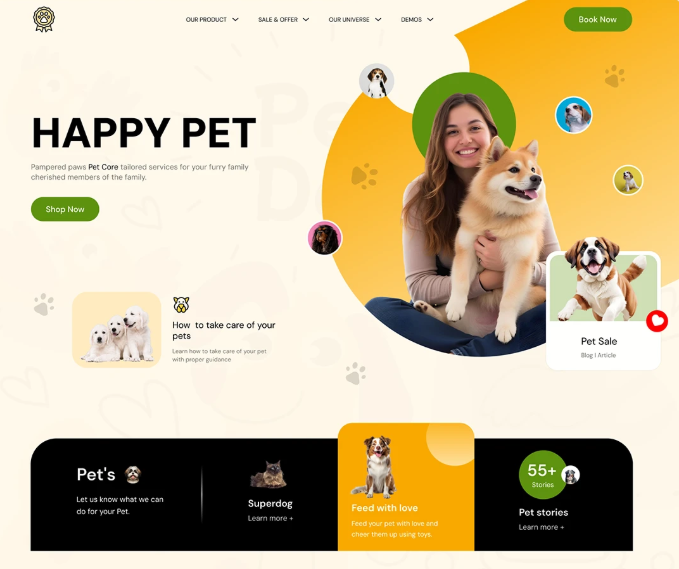 OUR PRODUCT
SALE & OFFER
OUR UNIVERSE
DEMOS
Book Now
HAPPY PET
Pampered paws Pet Core tailored services for your furry family
cherished members of the family.
Shop Now
How to take care of your
pets
Learn how to take care of your pet
with proper guidance
Pet Sale
Blog I Article
Pet's
Let us know what we can
do for your Pet.
Superdog
Learn more +
Feed with love
Feed your pet with love and
cheer them up using toys.
55+
Stories
Pet stories
Learn more +